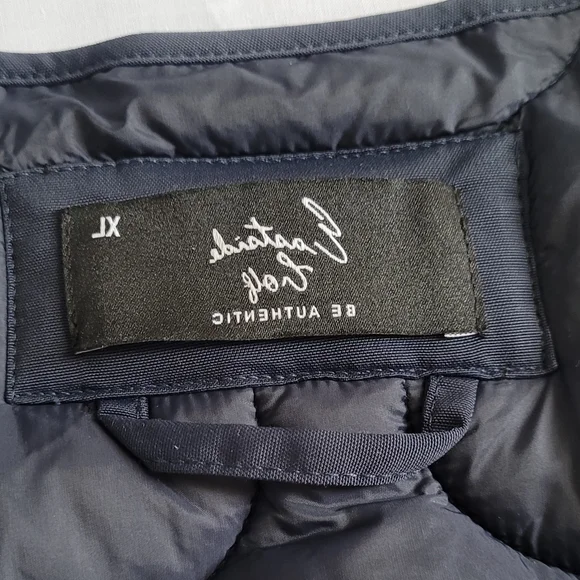 Eastside
Golf
BE AUTHENTIC
XL